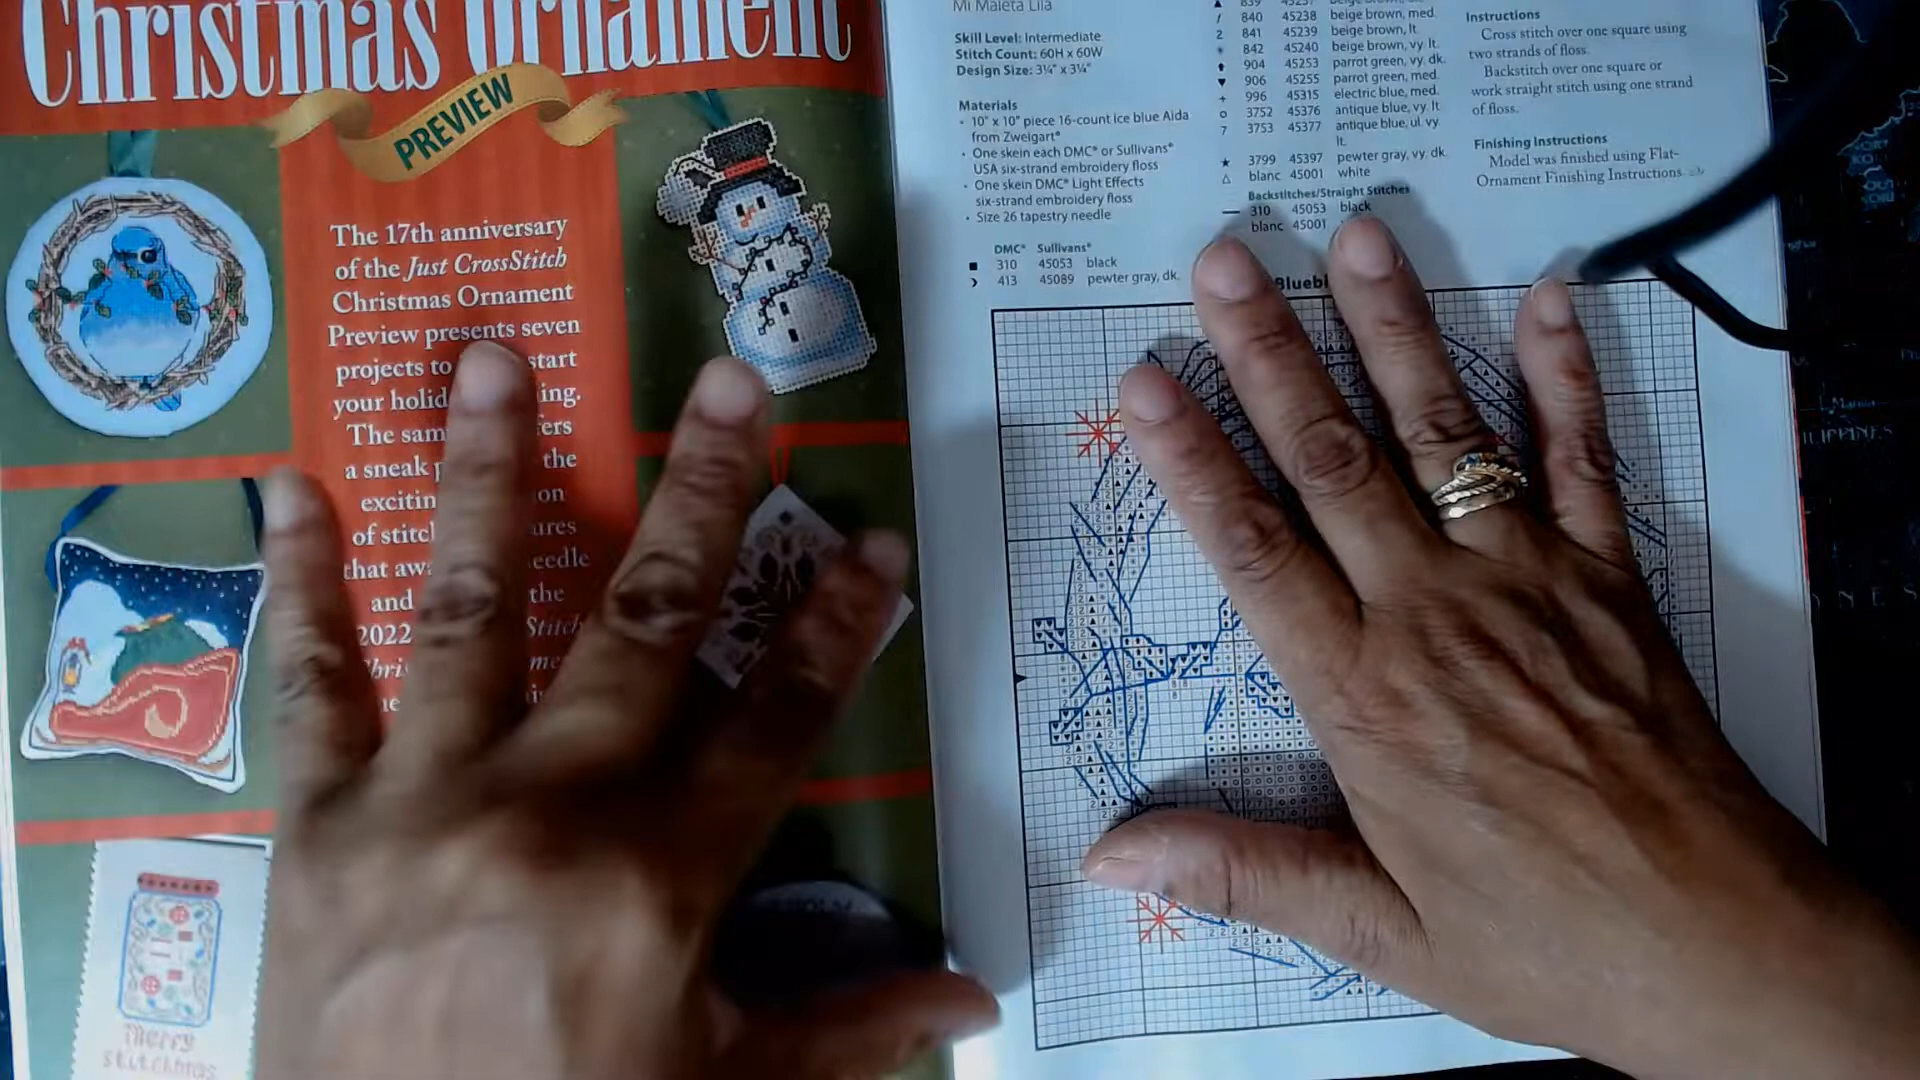 Christmas Ornament
PREVIEW
The 17th anniversary
of the Just CrossStitch
Christmas Ornament
Preview presents seven
projects to start
your holid ing.
The sam fers
a sneak p the
excitin on
of stitc ures
that aw eedle
and the
2022 Stitch
Merry
stitchmas
Mi Maleta Lila
Skill Level: Intermediate
Stitch Count: 60H x 60W
Design Size: 3¾" x 3¾"
Materials
• 10" x 10" piece 16-count ice blue Aida
from Zweigart®
• One skein each DMC® or Sullivans®
USA six-strand embroidery floss
• One skein DMC® Light Effects
six-strand embroidery floss
• Size 26 tapestry needle
DMC® Sullivans®
310 45053 black
413 45089 pewter gray, dk.
839 45237 beige brown, dk.
840 45238 beige brown, med.
841 45239 beige brown, lt.
842 45240 beige brown, vy. lt.
904 45253 parrot green, vy. dk.
906 45255 parrot green, med.
996 45315 electric blue, med.
3752 45376 antique blue, vy. lt.
3753 45377 antique blue, ul. vy.
lt.
3799 45397 pewter gray, vy. dk.
blanc 45001 white
Backstitches/Straight Stitches
310 45053 black
blanc 45001
Instructions
Cross stitch over one square using
two strands of floss.
Backstitch over one square or
work straight stitch using one strand
of floss.
Finishing Instructions
Model was finished using Flat-
Ornament Finishing Instructions.
Bluebi
ILIPPINES